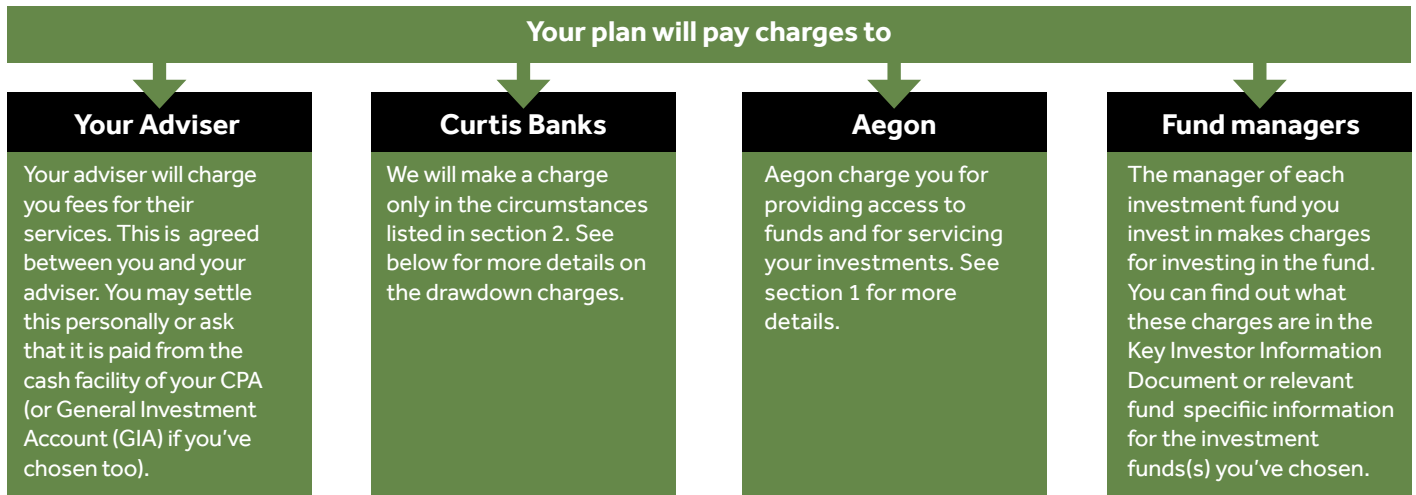 Your plan will pay charges to
Your Adviser
Your adviser will charge
you fees for their
services. This is agreed
between you and your
adviser. You may settle
this personally or ask
that it is paid from the
cash facility of your CPA
(or General Investment
Account (GIA) if you've
chosen too).
Curtis Banks
We will make a charge
only in the circumstances
listed in section 2. See
below for more details on
the drawdown charges.
Aegon
Aegon charge you for
providing access to
funds and for servicing
your investments. See
section 1 for more
details.
Fund managers
The manager of each
investment fund you
invest in makes charges
for investing in the fund.
You can find out what
these charges are in the
Key Investor Information
Document or relevant
fund specifiic information
for the investment
funds(s) you've chosen.